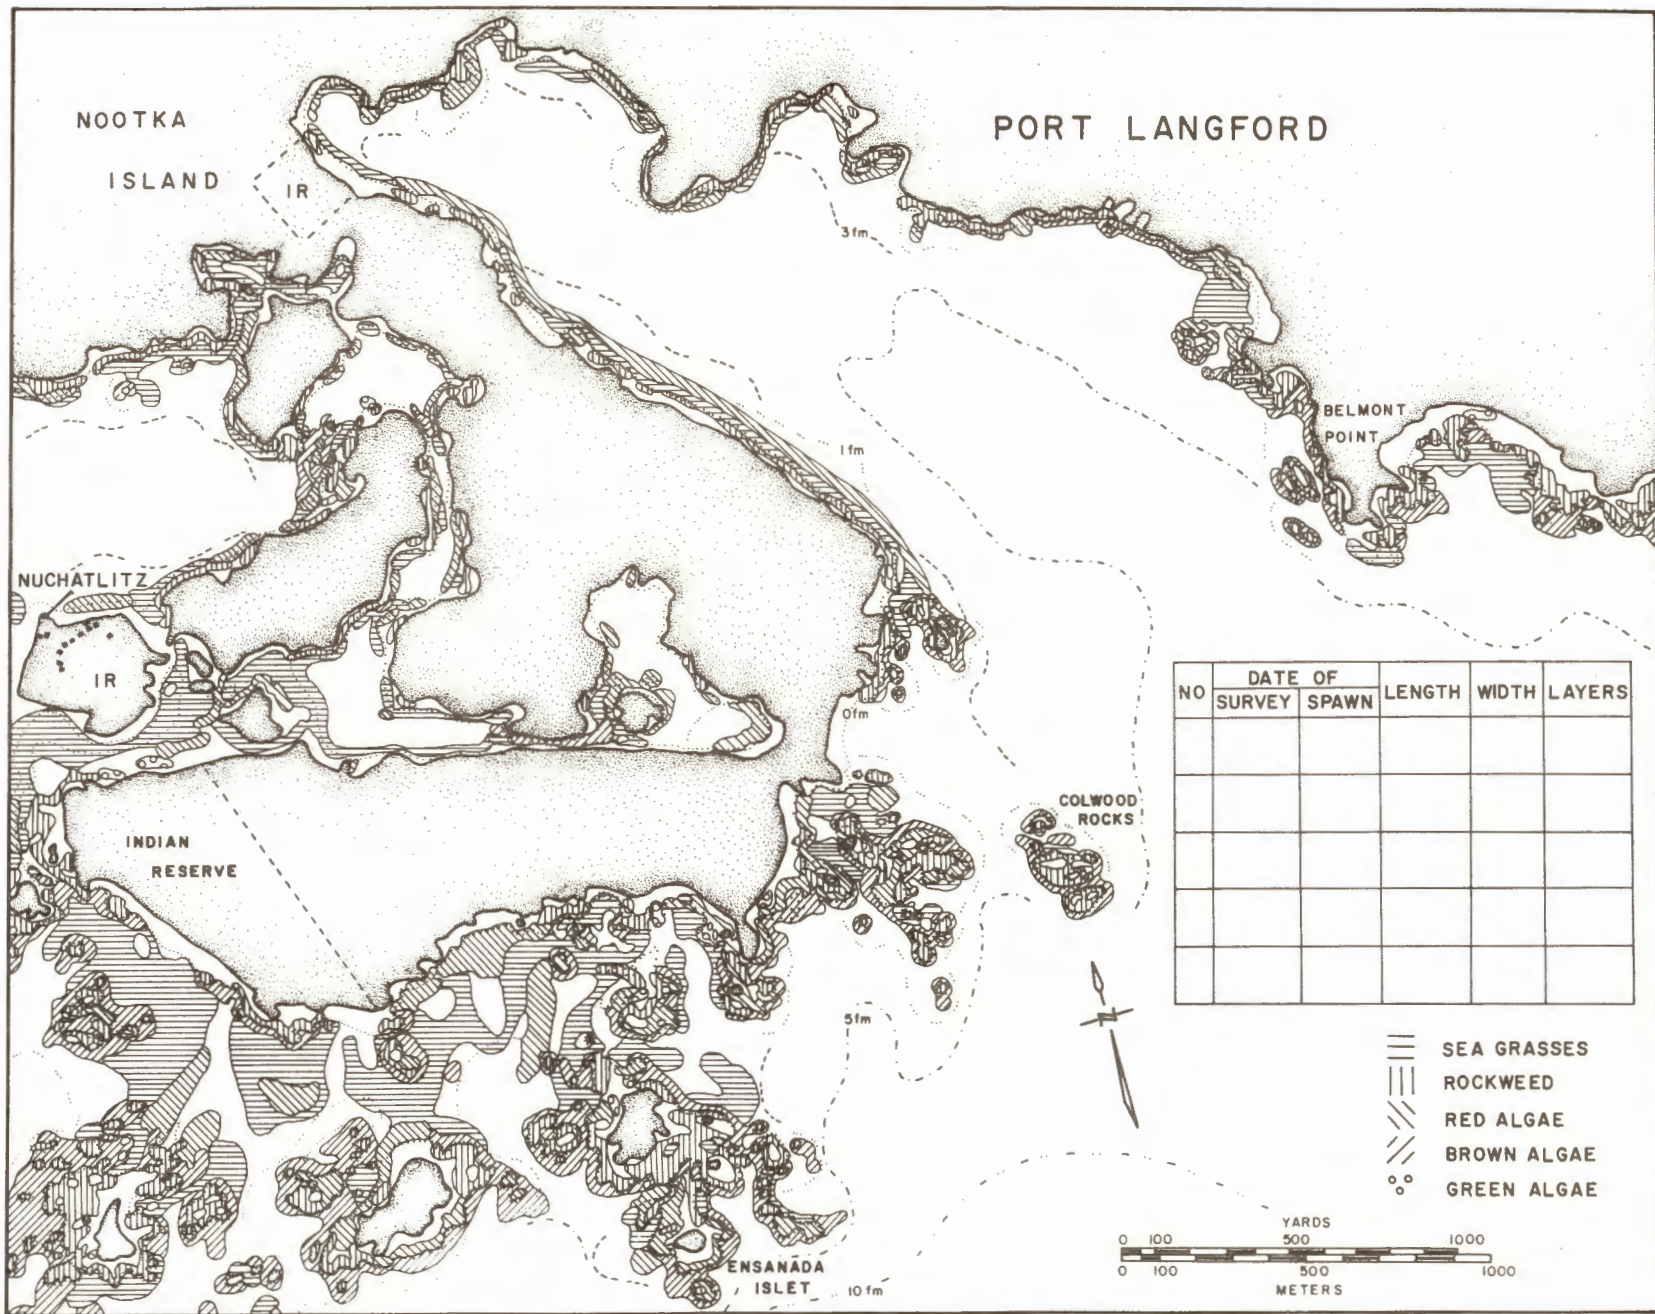 NOOTKA
ISLAND
IR
PORT LANGFORD
3 fm
BELMONT
POINT
1 fm
NUCHATLITZ
IR
0 fm
NO
DATE OF
SURVEY
SPAWN
LENGTH
WIDTH
LAYERS
COLWOOD
ROCKS
INDIAN
RESERVE
5 fm
SEA GRASSES
ROCKWEED
RED ALGAE
BROWN ALGAE
GREEN ALGAE
YARDS
0 100 500 1000
0 100 500 1000
METERS
ENSANADA
ISLET
10 fm